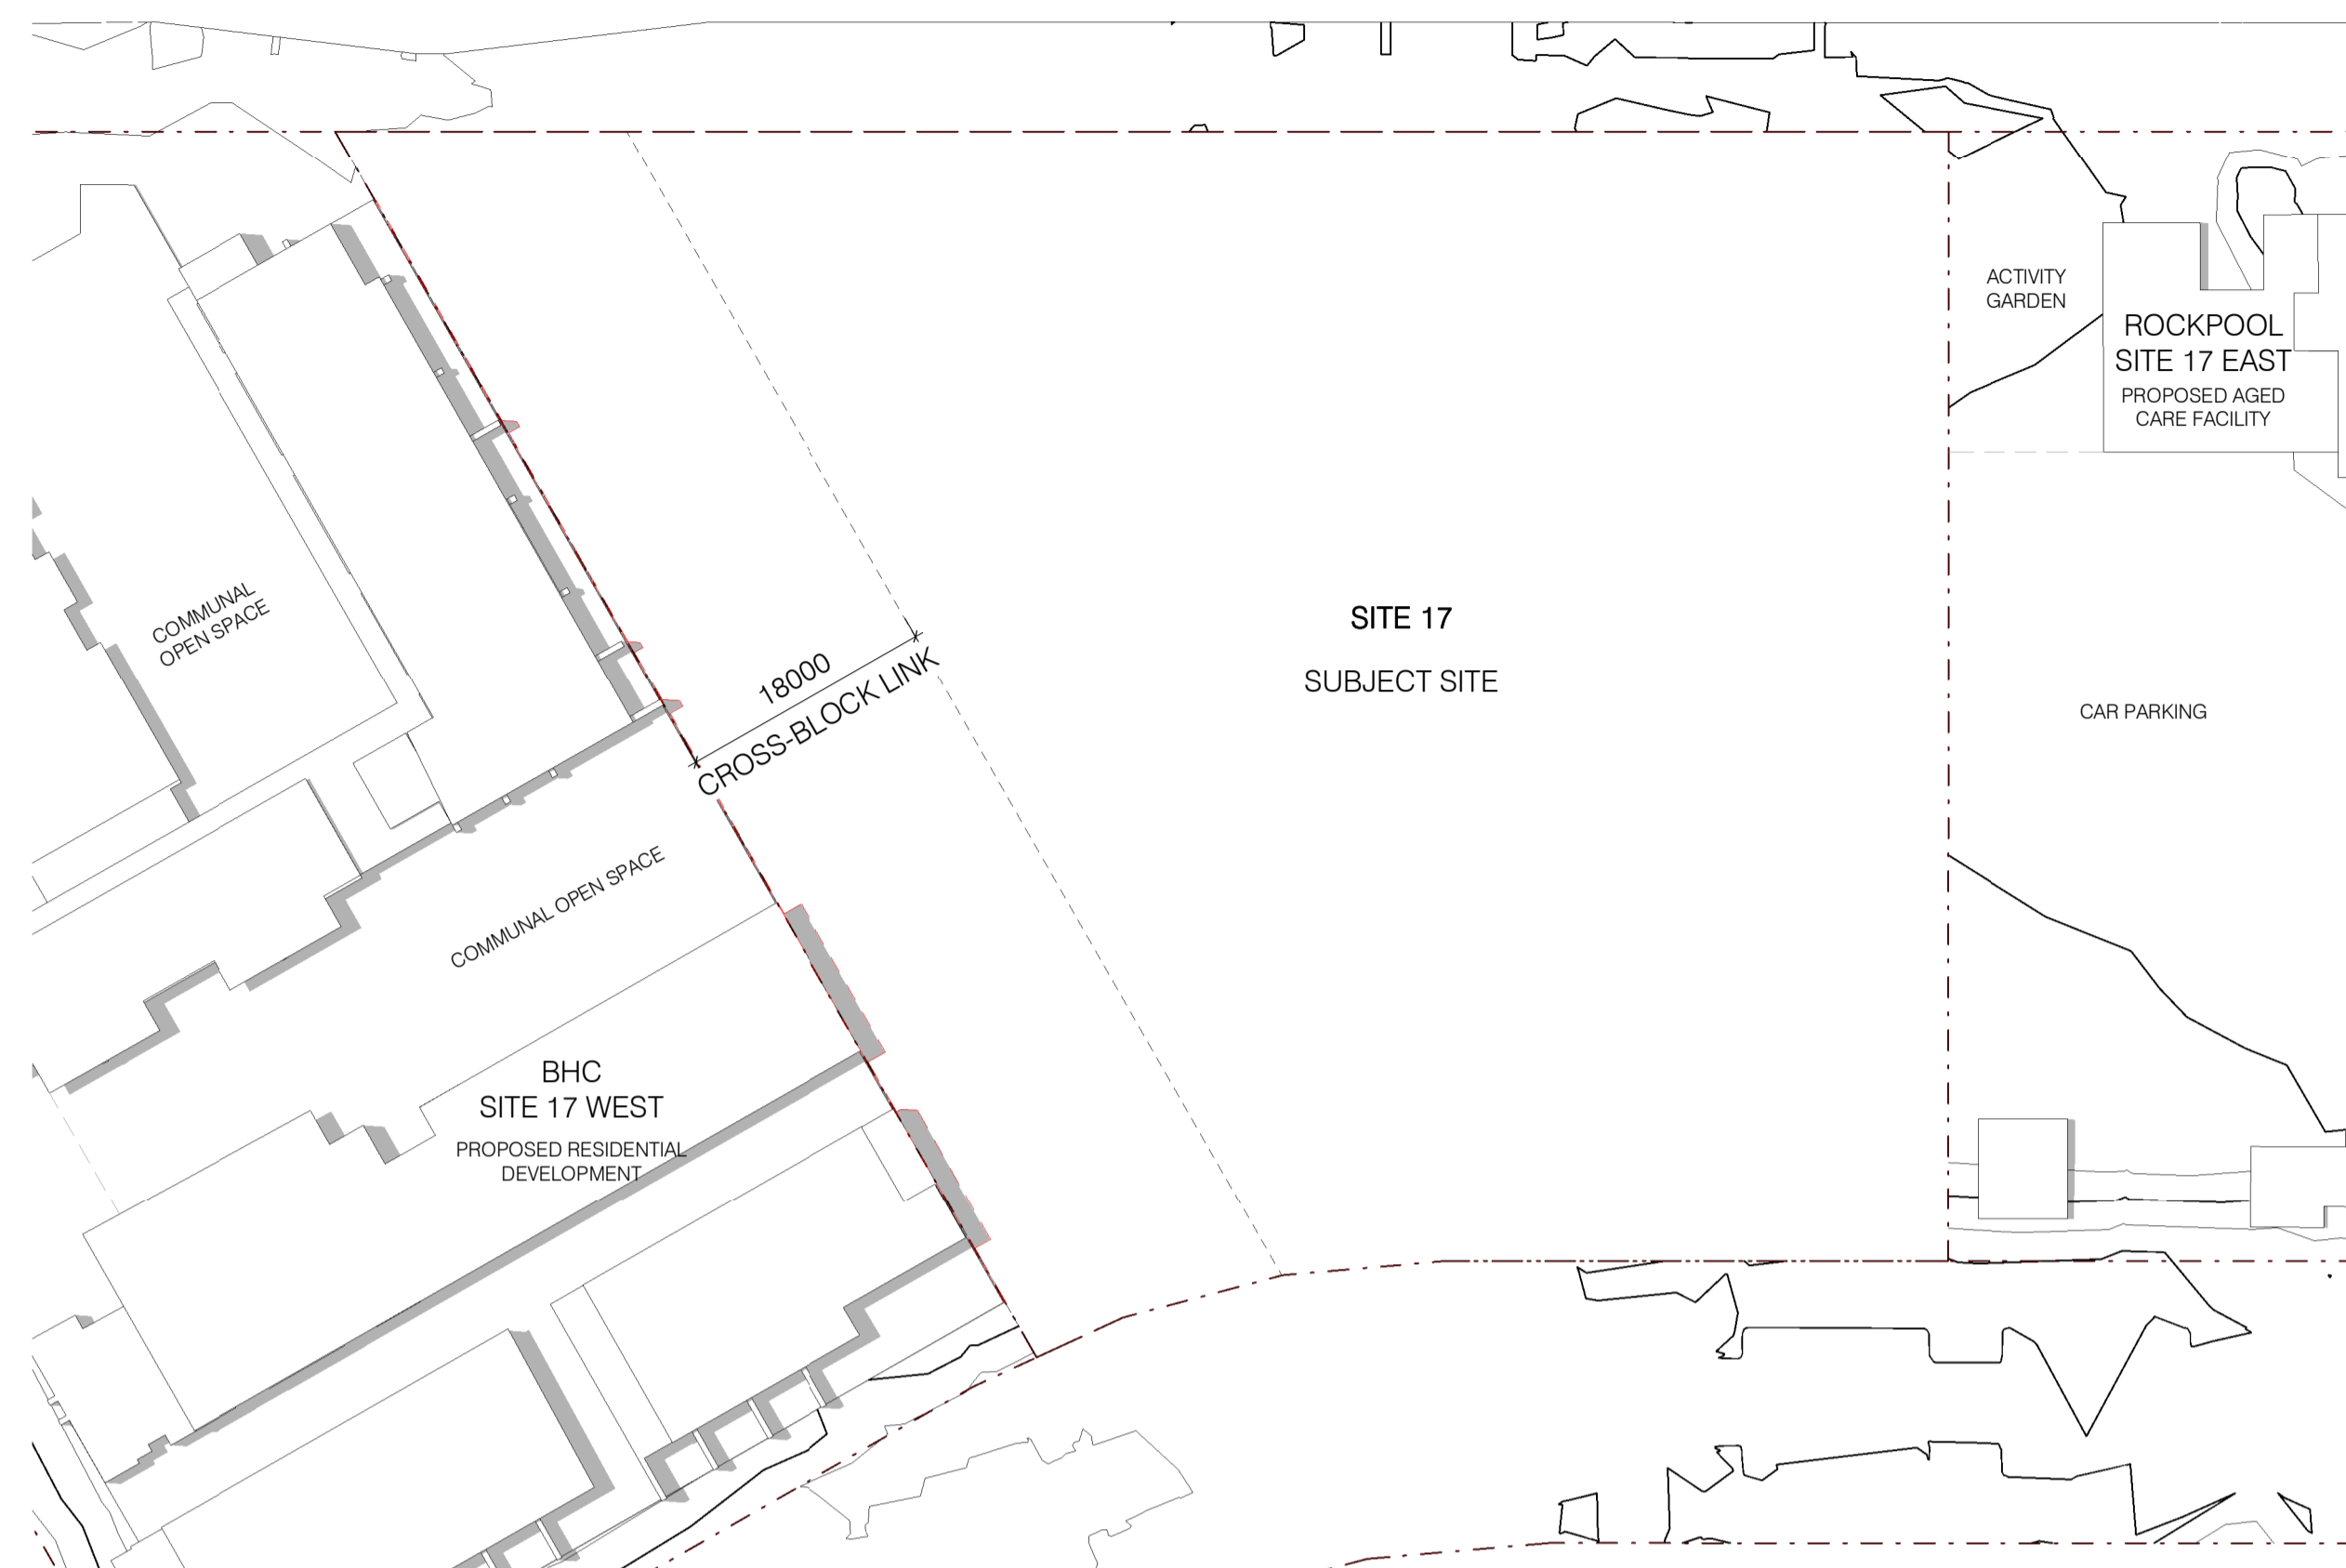 ACTIVITY
GARDEN
ROCKPOOL
SITE 17 EAST
PROPOSED AGED
CARE FACILITY
COMMUNAL
OPEN SPACE
SITE 17
SUBJECT SITE
18000
CROSS-BLOCK LINK
CAR PARKING
COMMUNAL OPEN SPACE
BHC
SITE 17 WEST
PROPOSED RESIDENTIAL
DEVELOPMENT